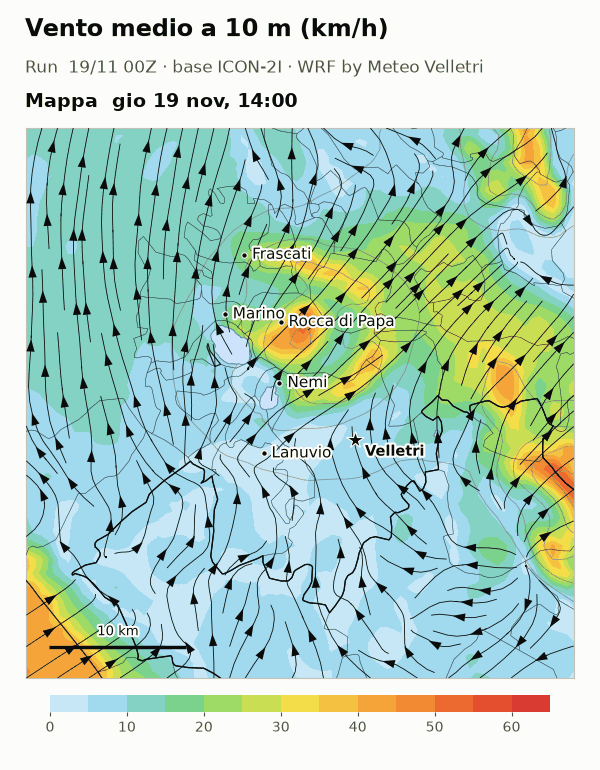 Vento medio a 10 m (km/h)
Run  19/11 00Z · base ICON-2I · WRF by Meteo Velletri
Mappa  gio 19 nov, 14:00
Frascati
Marino
Rocca di Papa
Nemi
Lanuvio
Velletri
10 km
0 10 20 30 40 50 60